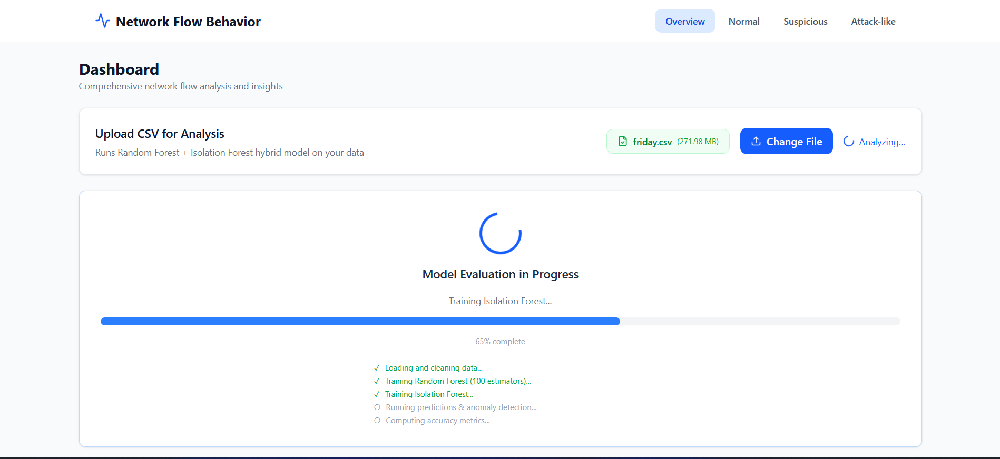 Network Flow Behavior
Overview
Normal
Suspicious
Attack-like
Dashboard
Comprehensive network flow analysis and insights
Upload CSV for Analysis
Runs Random Forest + Isolation Forest hybrid model on your data
friday.csv (271.98 MB)
Change File
Analyzing...
Model Evaluation in Progress
Training Isolation Forest...
65% complete
✓ Loading and cleaning data...
✓ Training Random Forest (100 estimators)...
✓ Training Isolation Forest...
○ Running predictions & anomaly detection...
○ Computing accuracy metrics...